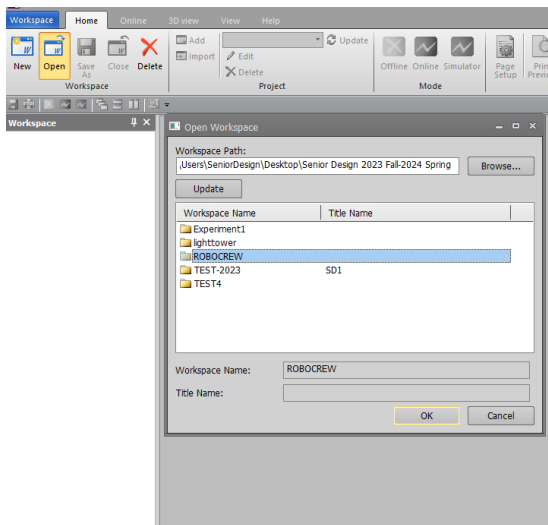 Workspace Home Online 3D view View Help
New Open Save As Close Delete
Workspace
Add
Import
Edit
Delete
Update
Project
Offline Online Simulator
Mode
Page Setup
Workspace
Open Workspace
Workspace Path:
Users\SeniorDesign\Desktop\Senior Design 2023 Fall-2024 Spring
Browse...
Update
Workspace Name Title Name
Experiment1
lighttower
ROBOCREW
TEST-2023 SD1
TEST4
Workspace Name: ROBOCREW
Title Name:
OK Cancel